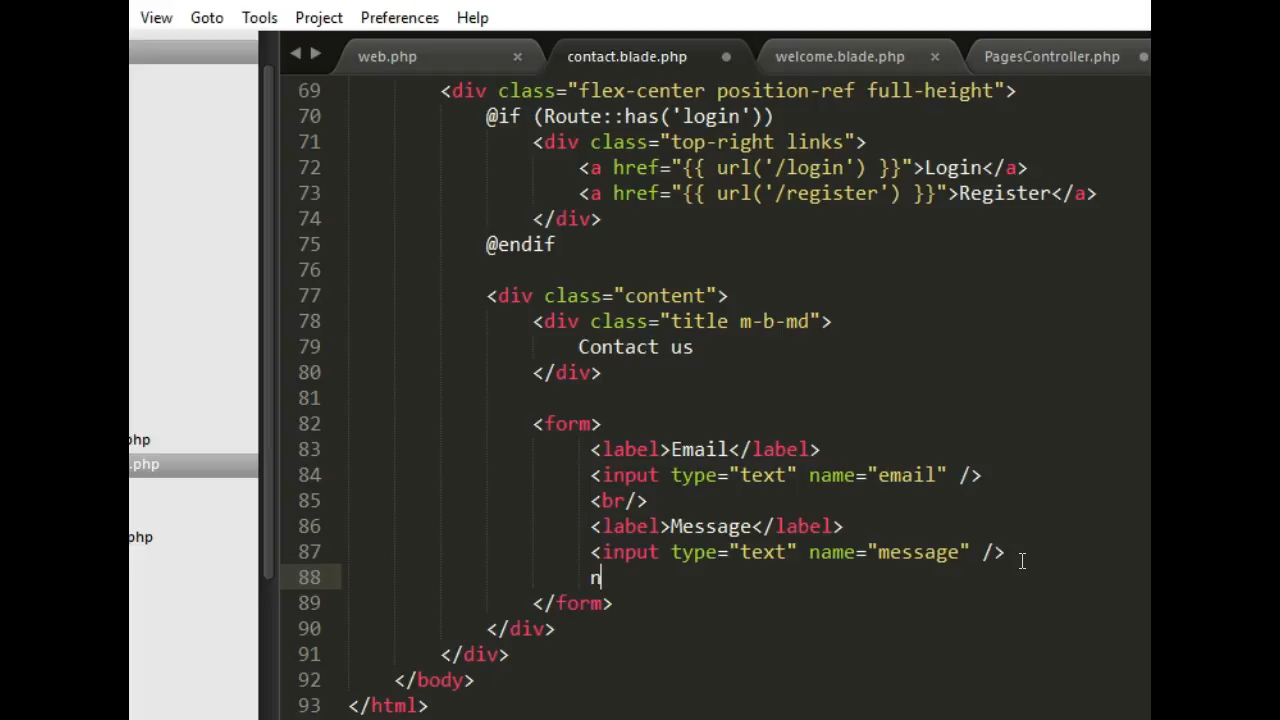 View Goto Tools Project Preferences Help
web.php × contact.blade.php welcome.blade.php × PagesController.php
69 <div class="flex-center position-ref full-height">
70 @if (Route::has('login'))
71 <div class="top-right links">
72 <a href="{{ url('/login') }}">Login</a>
73 <a href="{{ url('/register') }}">Register</a>
74 </div>
75 @endif
76
77 <div class="content">
78 <div class="title m-b-md">
79 Contact us
80 </div>
81
82 <form>
83 <label>Email</label>
84 <input type="text" name="email" />
85 <br/>
86 <label>Message</label>
87 <input type="text" name="message" />
88 n
89 </form>
90 </div>
91 </div>
92 </body>
93 </html>
hp
.php
hp